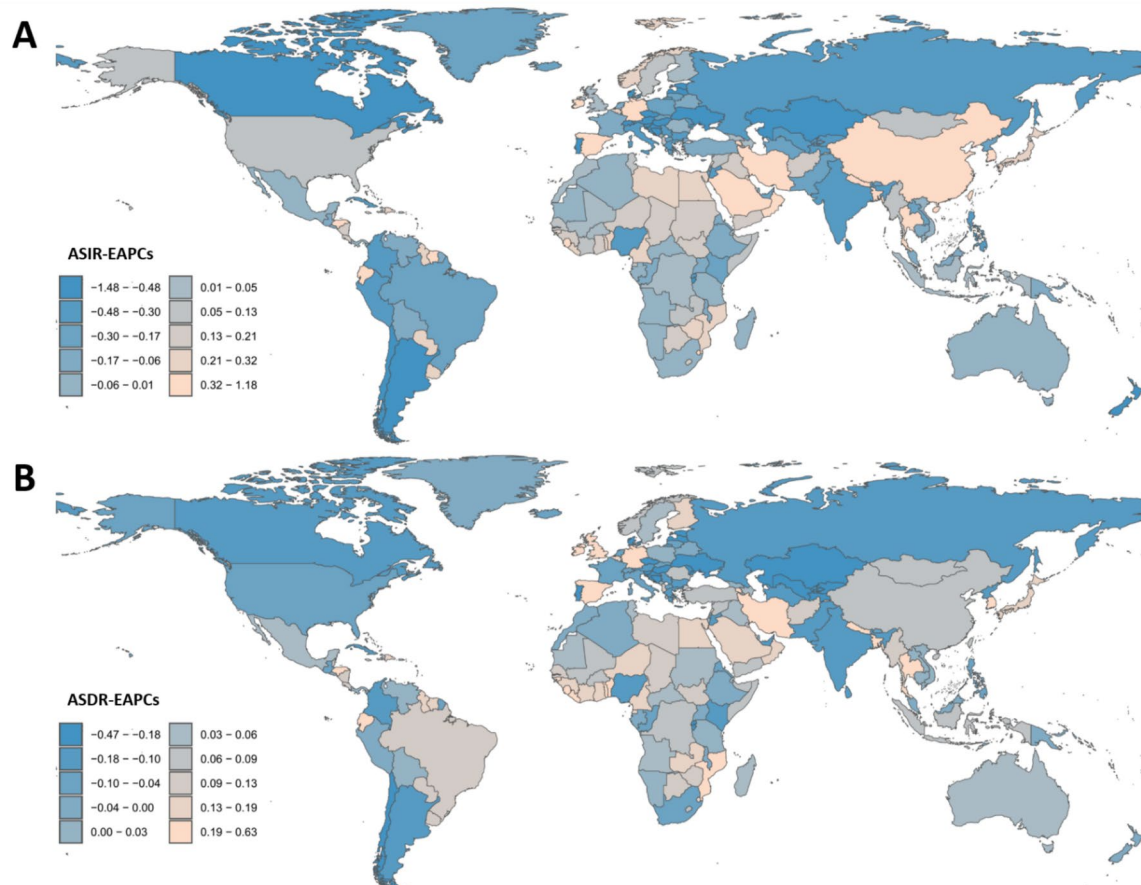 A
ASIR-EAPCs
−1.48 – −0.48 0.01 – 0.05
−0.48 – −0.30 0.05 – 0.13
−0.30 – −0.17 0.13 – 0.21
−0.17 – −0.06 0.21 – 0.32
−0.06 – 0.01 0.32 – 1.18
B
ASDR-EAPCs
−0.47 – −0.18 0.03 – 0.06
−0.18 – −0.10 0.06 – 0.09
−0.10 – −0.04 0.09 – 0.13
−0.04 – 0.00 0.13 – 0.19
0.00 – 0.03 0.19 – 0.63